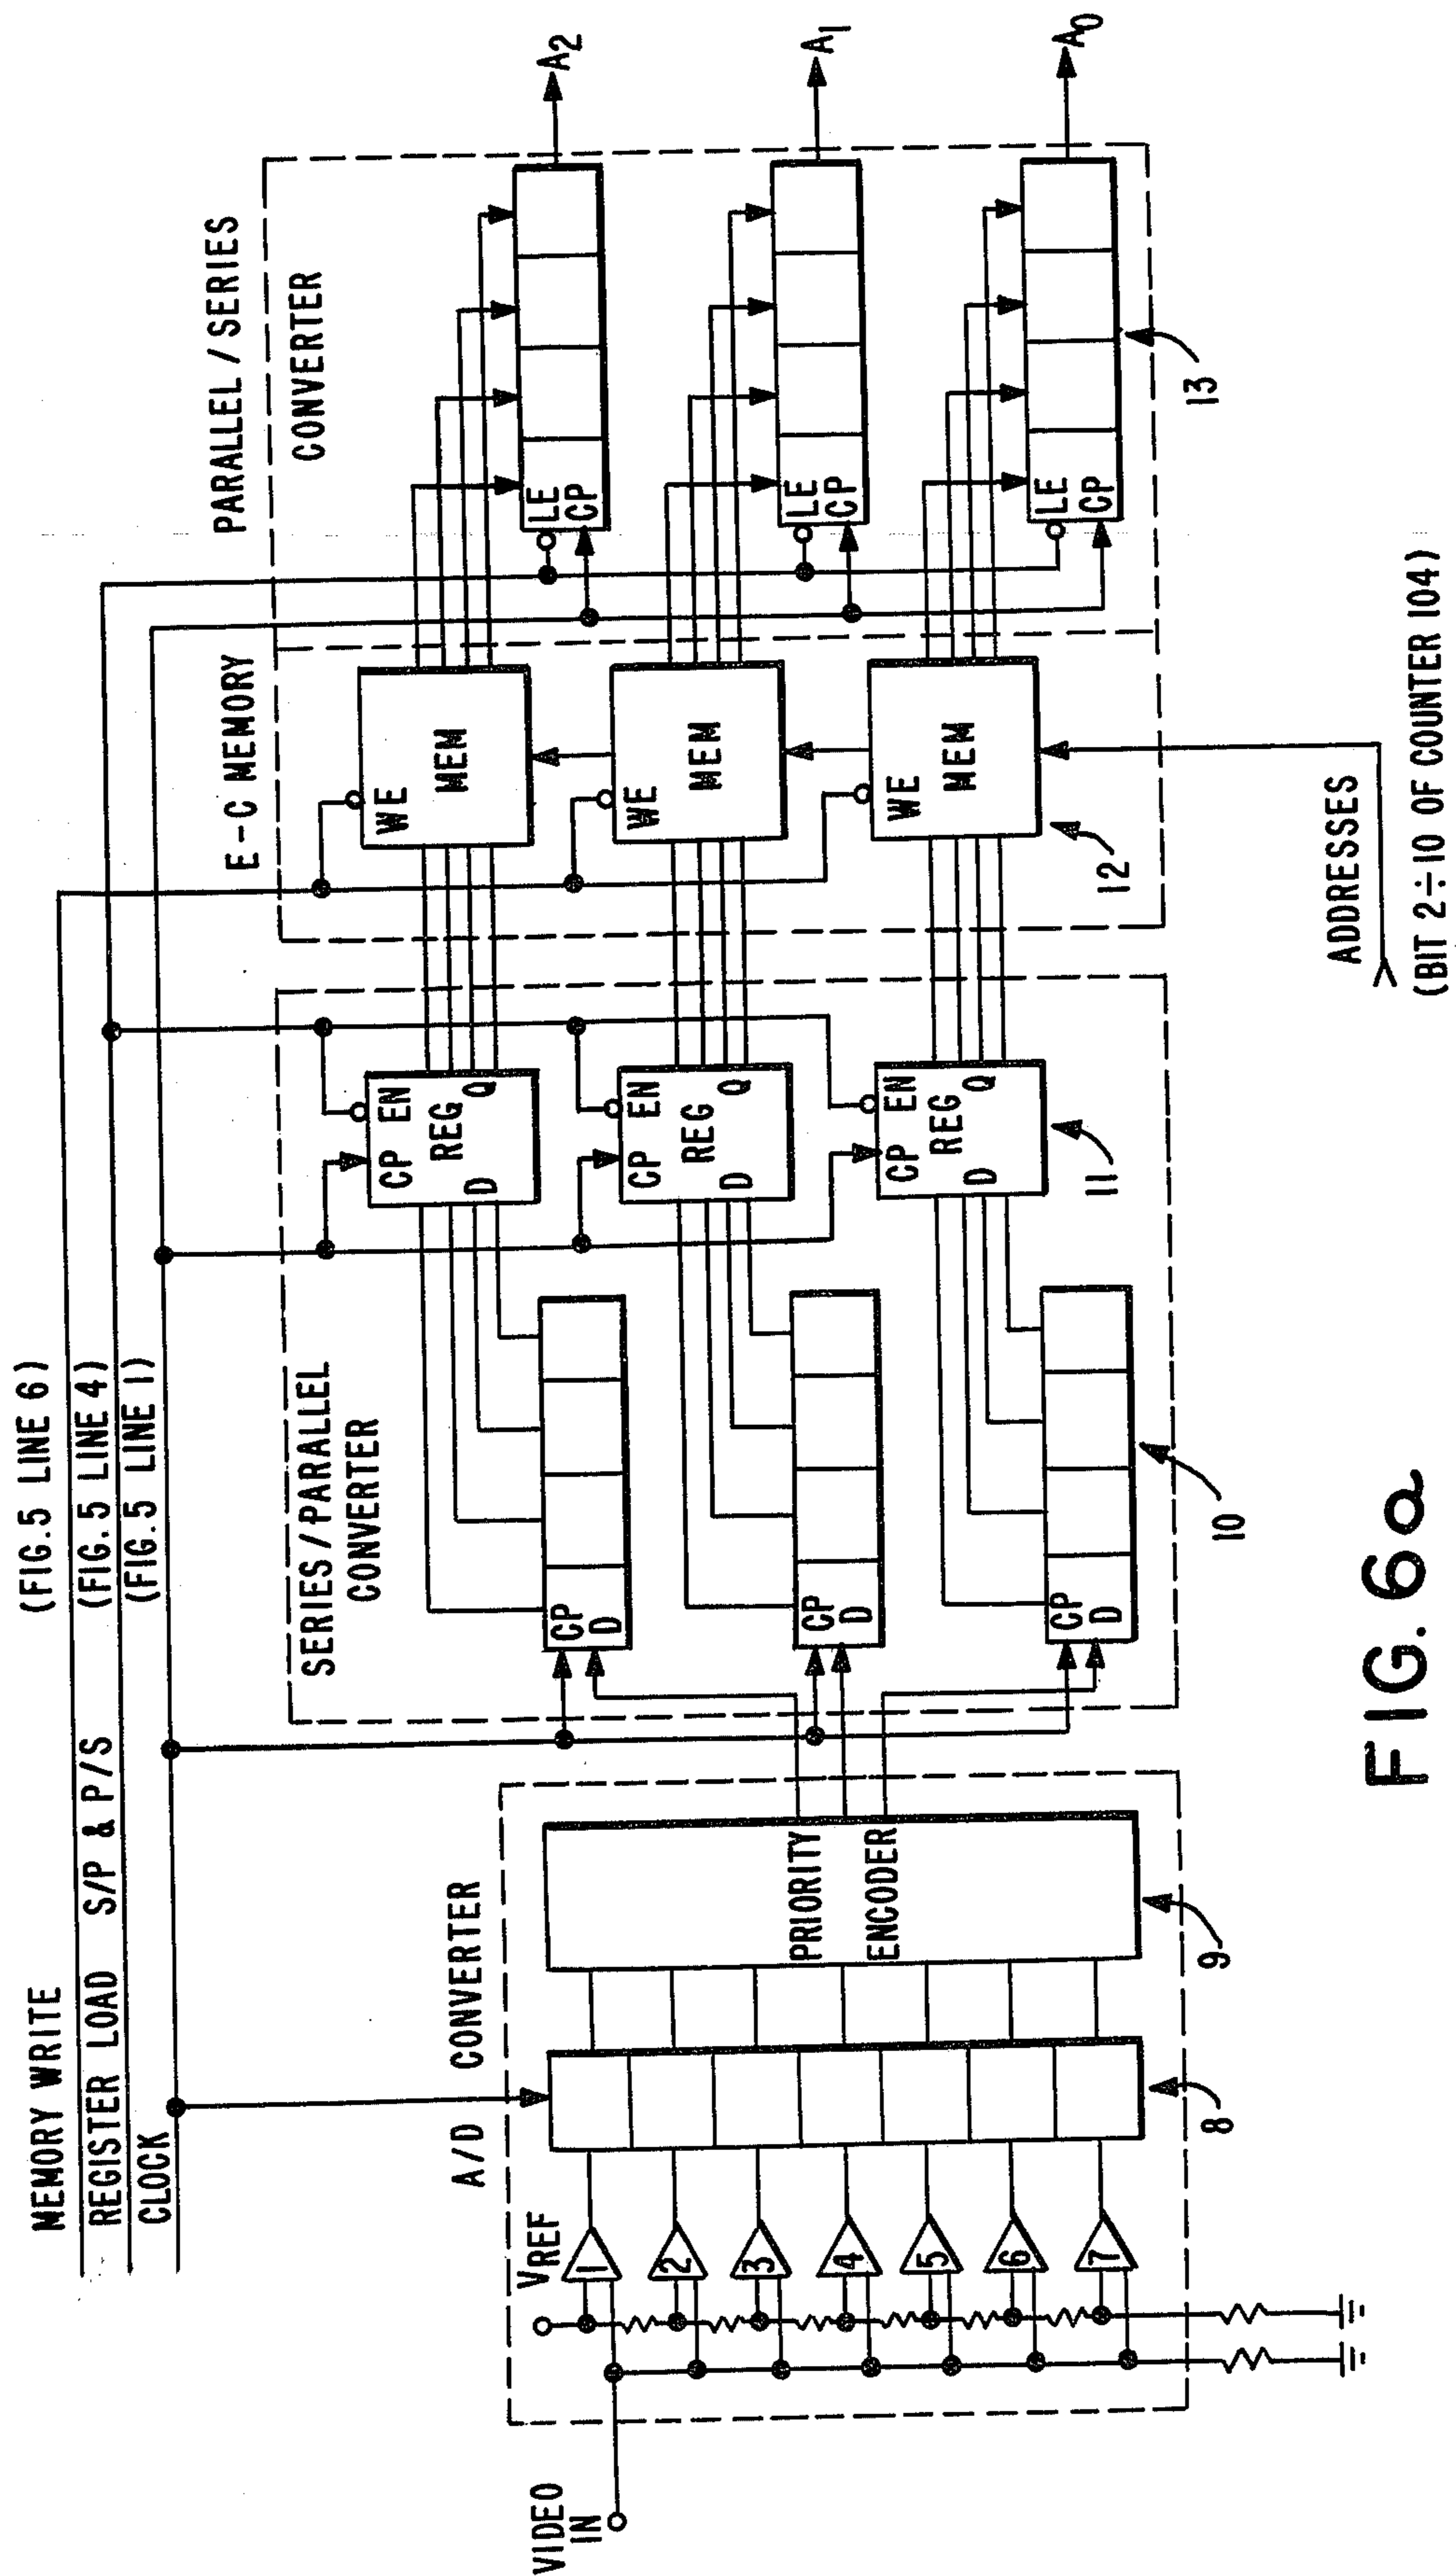 MEMORY WRITE (FIG.5 LINE 6)
REGISTER LOAD S/P & P/S (FIG.5 LINE 4)
CLOCK (FIG.5 LINE 1)
A/D CONVERTER
SERIES/PARALLEL
CONVERTER
E-C MEMORY
PARALLEL/SERIES
CONVERTER
VIDEO
IN
VREF
1
2
3
4
5
6
7
8
PRIORITY
ENCODER
9
CP
D
CP
D
CP
D
10
CP EN
REG
D Q
CP EN
REG
D Q
CP EN
REG
D Q
11
WE
MEM
WE
MEM
WE
MEM
12
LE
CP
LE
CP
LE
CP
13
A2
A1
A0
ADDRESSES
(BIT 2÷10 OF COUNTER 104)
FIG. 6a